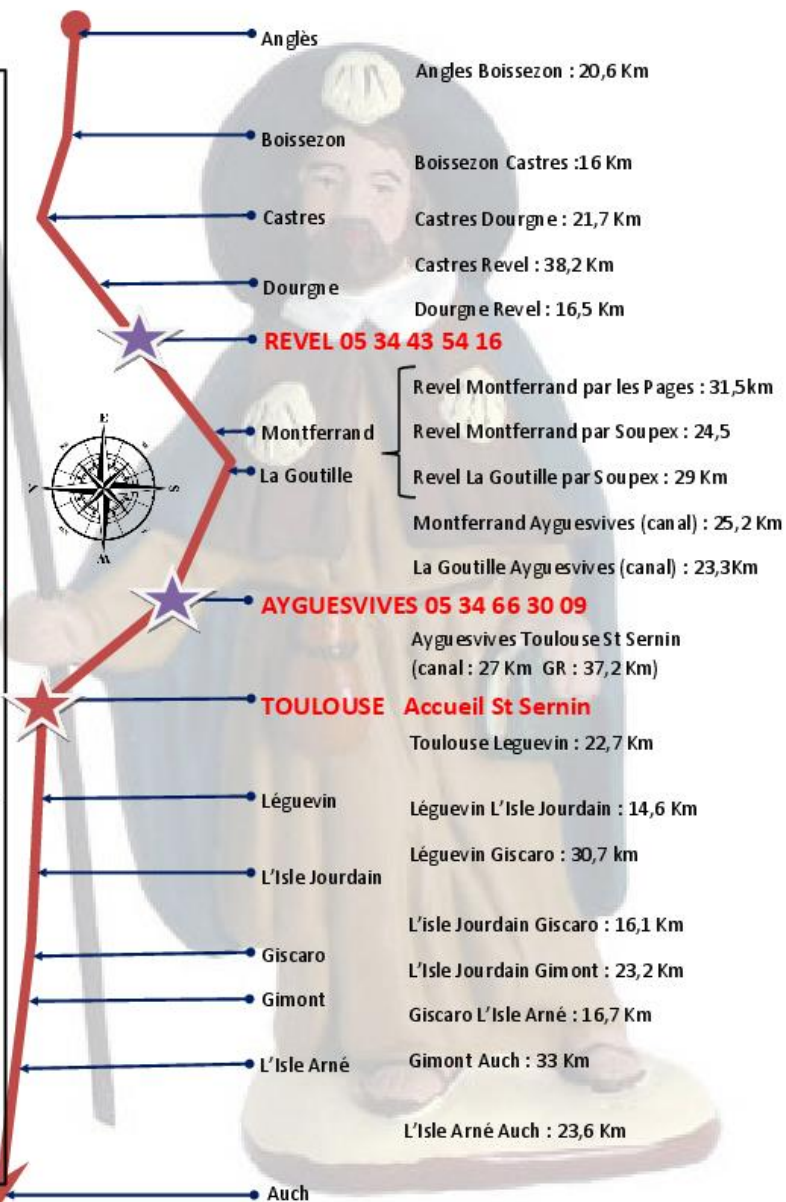 Anglès
Angles Boissezon : 20,6 Km
Boissezon
Boissezon Castres :16 Km
Castres
Castres Dourgne : 21,7 Km
Castres Revel : 38,2 Km
Dourgne
Dourgne Revel : 16,5 Km
REVEL 05 34 43 54 16
Revel Montferrand par les Pages : 31,5km
Montferrand
Revel Montferrand par Soupex : 24,5
La Goutille
Revel La Goutille par Soupex : 29 Km
E
N
S
W
Montferrand Ayguesvives (canal) : 25,2 Km
La Goutille Ayguesvives (canal) : 23,3Km
AYGUESVIVES 05 34 66 30 09
Ayguesvives Toulouse St Sernin
(canal : 27 Km GR : 37,2 Km)
TOULOUSE Accueil St Sernin
Toulouse Leguevin : 22,7 Km
Léguevin
Léguevin L'Isle Jourdain : 14,6 Km
Léguevin Giscaro : 30,7 km
L'Isle Jourdain
L'isle Jourdain Giscaro : 16,1 Km
Giscaro
L'Isle Jourdain Gimont : 23,2 Km
Gimont
Giscaro L'Isle Arné : 16,7 Km
L'Isle Arné
Gimont Auch : 33 Km
L'Isle Arné Auch : 23,6 Km
Auch